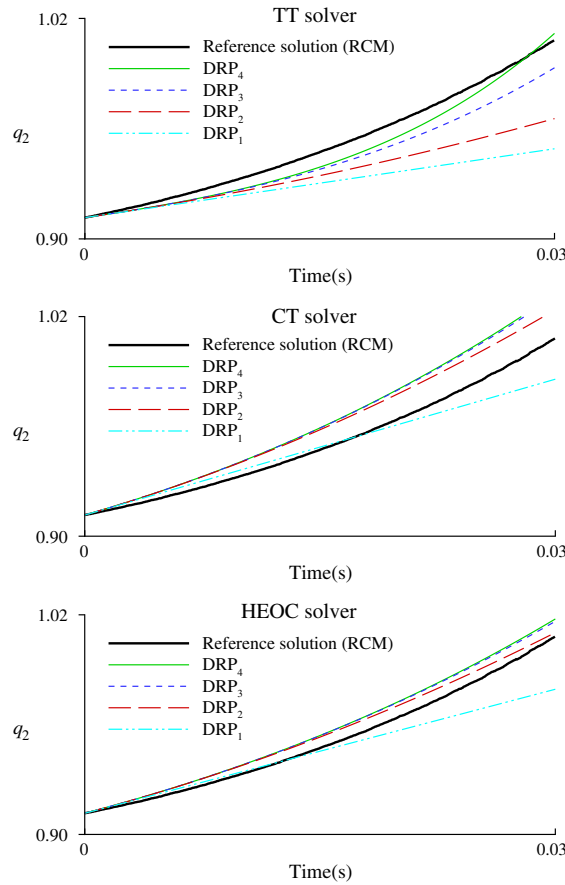 TT solver
1.02
Reference solution (RCM)
DRP4
DRP3
DRP2
DRP1
q2
0.90
0
0.03
Time(s)
CT solver
1.02
Reference solution (RCM)
DRP4
DRP3
DRP2
DRP1
q2
0.90
0
0.03
Time(s)
HEOC solver
1.02
Reference solution (RCM)
DRP4
DRP3
DRP2
DRP1
q2
0.90
0
0.03
Time(s)